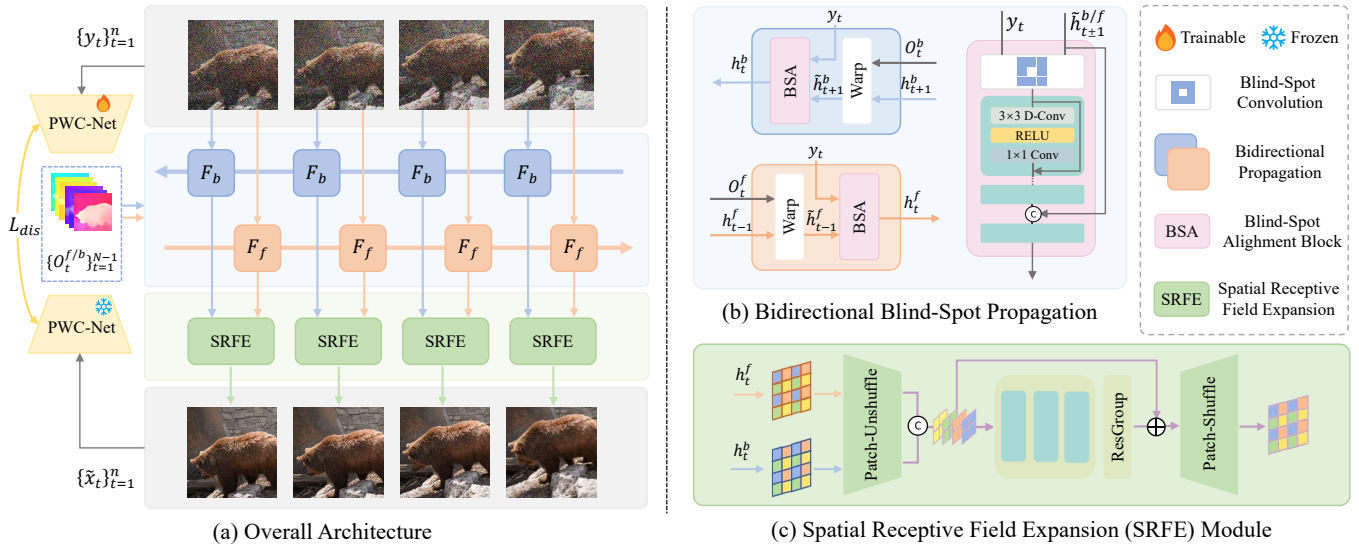 {y_t}^n_{t=1}
PWC-Net
L_{dis}
{O_t^{f/b}}^{N-1}_{t=1}
PWC-Net
{x̃_t}^n_{t=1}
F_b F_b F_b F_b
F_f F_f F_f F_f
SRFE SRFE SRFE SRFE
(a) Overall Architecture
y_t
O_t^b
h_t^b
BSA
h̃_{t+1}^b
Warp
h_{t+1}^b
y_t
O_t^f
h_{t-1}^f
Warp
h̃_{t-1}^f
BSA
h_t^f
y_t
h̃_{t±1}^{b/f}
3×3 D-Conv
RELU
1×1 Conv
C
(b) Bidirectional Blind-Spot Propagation
Trainable Frozen
Blind-Spot
Convolution
Bidirectional
Propagation
BSA
Blind-Spot
Alighment Block
SRFE
Spatial Receptive
Field Expansion
h_t^f
h_t^b
Patch-Unshuffle
C
ResGroup
Patch-Shuffle
(c) Spatial Receptive Field Expansion (SRFE) Module